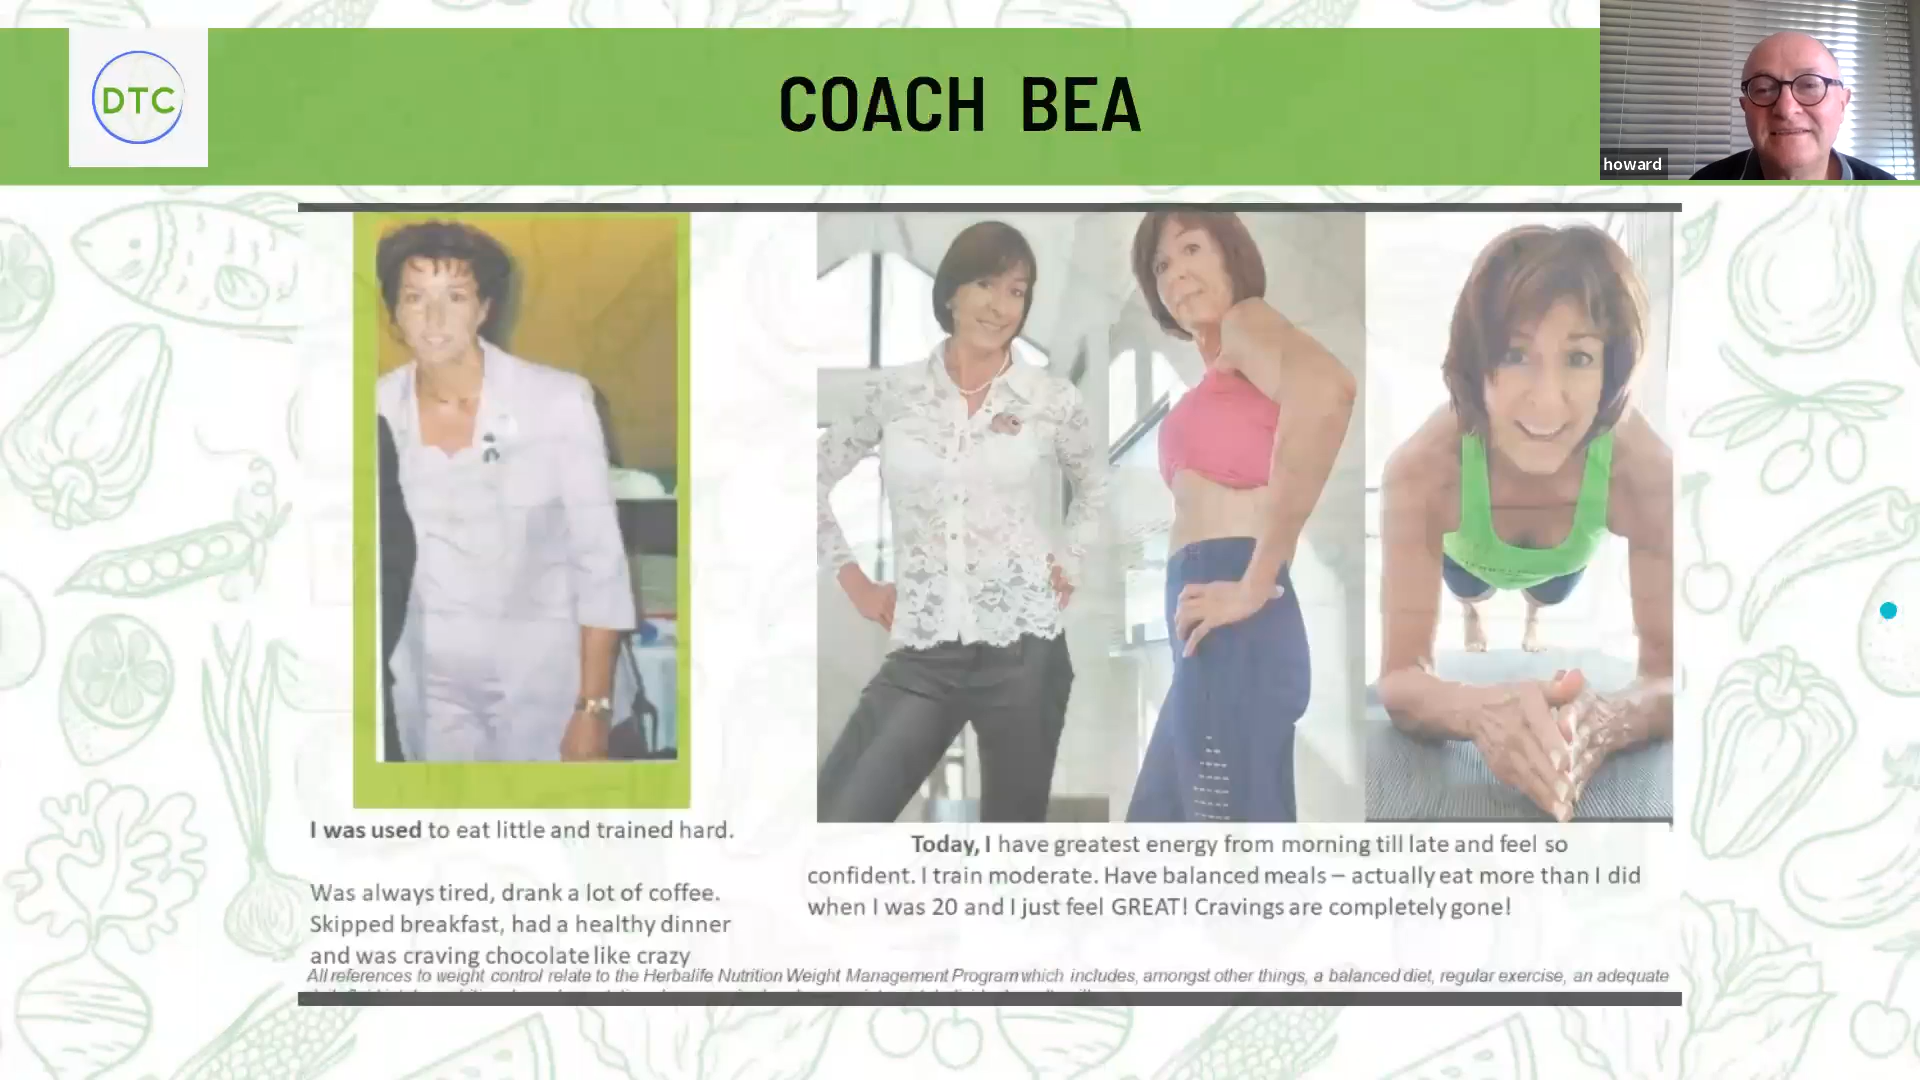 DTC
COACH BEA
howard
I was used to eat little and trained hard.
Was always tired, drank a lot of coffee.
Skipped breakfast, had a healthy dinner
and was craving chocolate like crazy
Today, I have greatest energy from morning till late and feel so
confident. I train moderate. Have balanced meals – actually eat more than I did
when I was 20 and I just feel GREAT! Cravings are completely gone!
All references to weight control relate to the Herbalife Nutrition Weight Management Program which includes, amongst other things, a balanced diet, regular exercise, an adequate